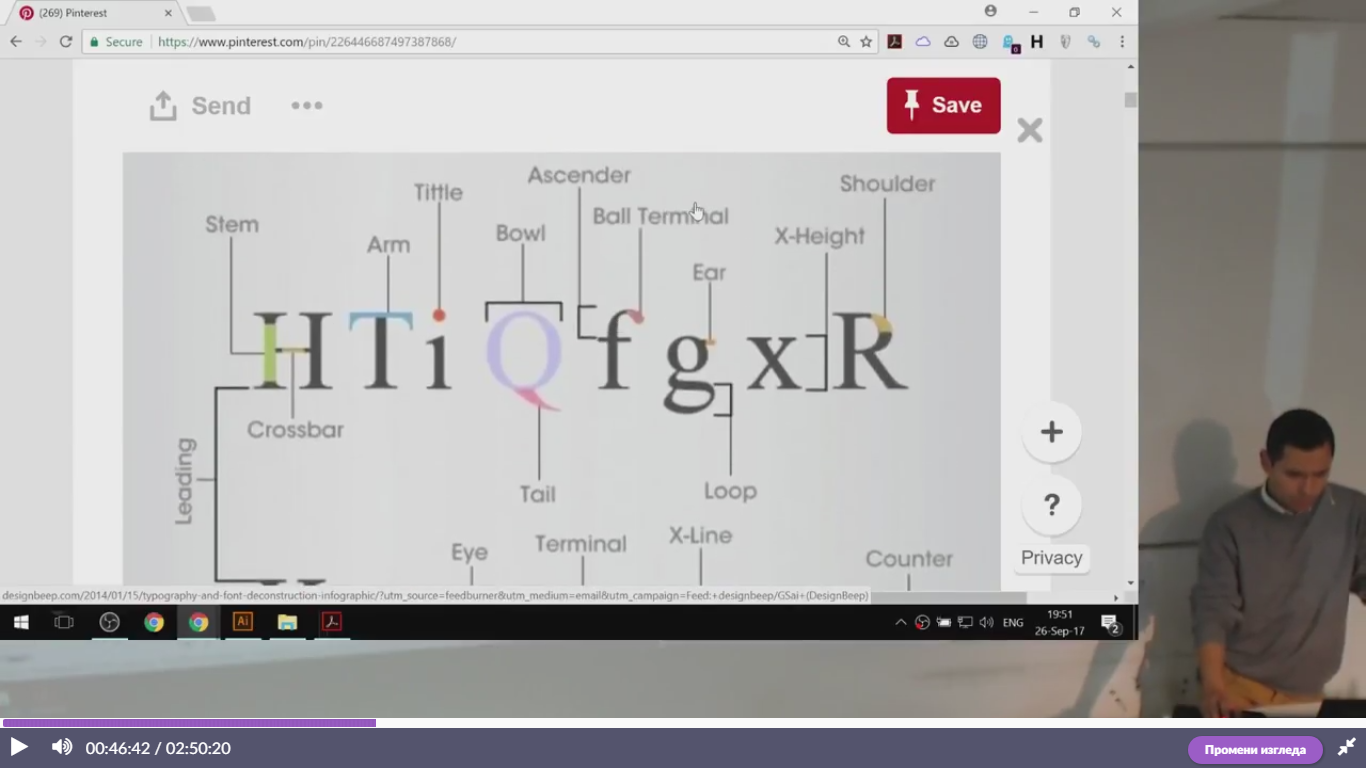 (269) Pinterest
Secure https://www.pinterest.com/pin/226446687497387868/
Send
Save
Ascender
Tittle
Shoulder
Stem
Ball Terminal
Bowl
X-Height
Arm
Ear
H T i Q f g x R
Crossbar
Leading
Tail
Loop
X-Line
Terminal
Eye
Counter
?
Privacy
designbeep.com/2014/01/15/typography-and-font-deconstruction-infographic/?utm_source=feedburner&utm_medium=email&utm_campaign=Feed:+designbeep/GSai+(DesignBeep)
Ai
ENG
19:51
26-Sep-17
2
00:46:42 / 02:50:20
Промени изгледа